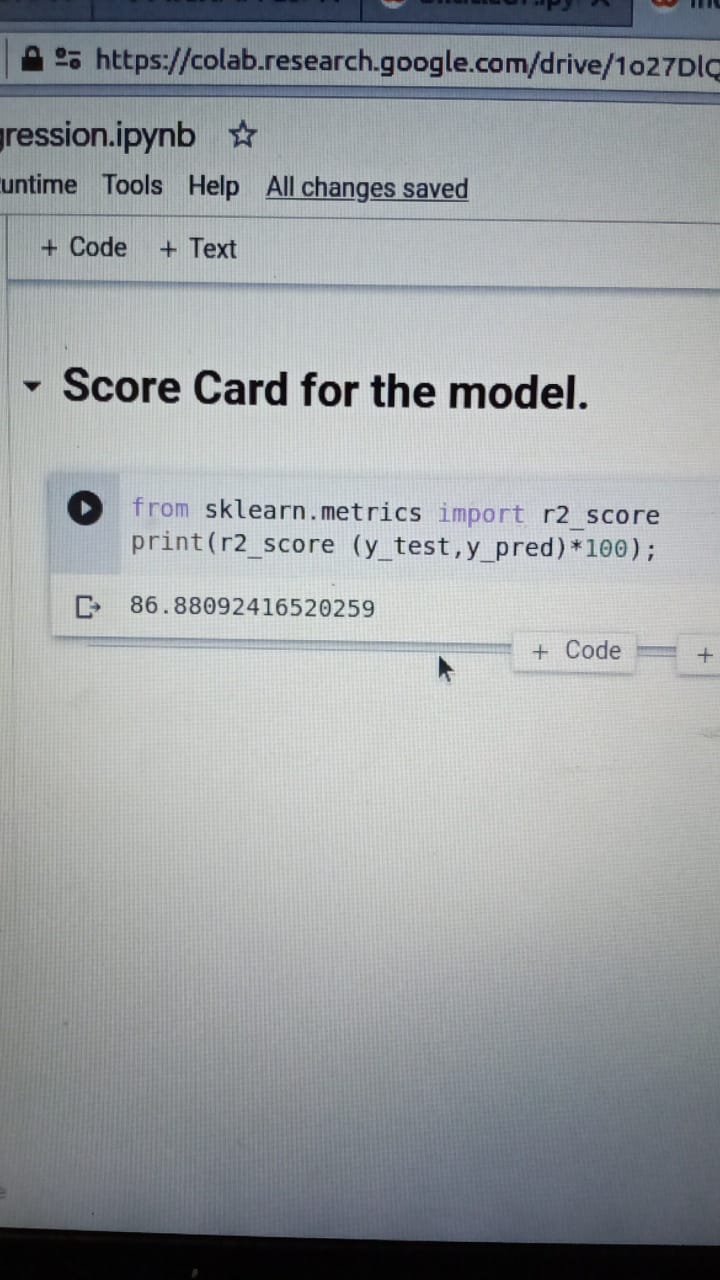 https://colab.research.google.com/drive/1o27DlQ
gression.ipynb
untime Tools Help All changes saved
+ Code + Text
Score Card for the model.
from sklearn.metrics import r2_score
print(r2_score (y_test,y_pred)*100);
86.88092416520259
+ Code +